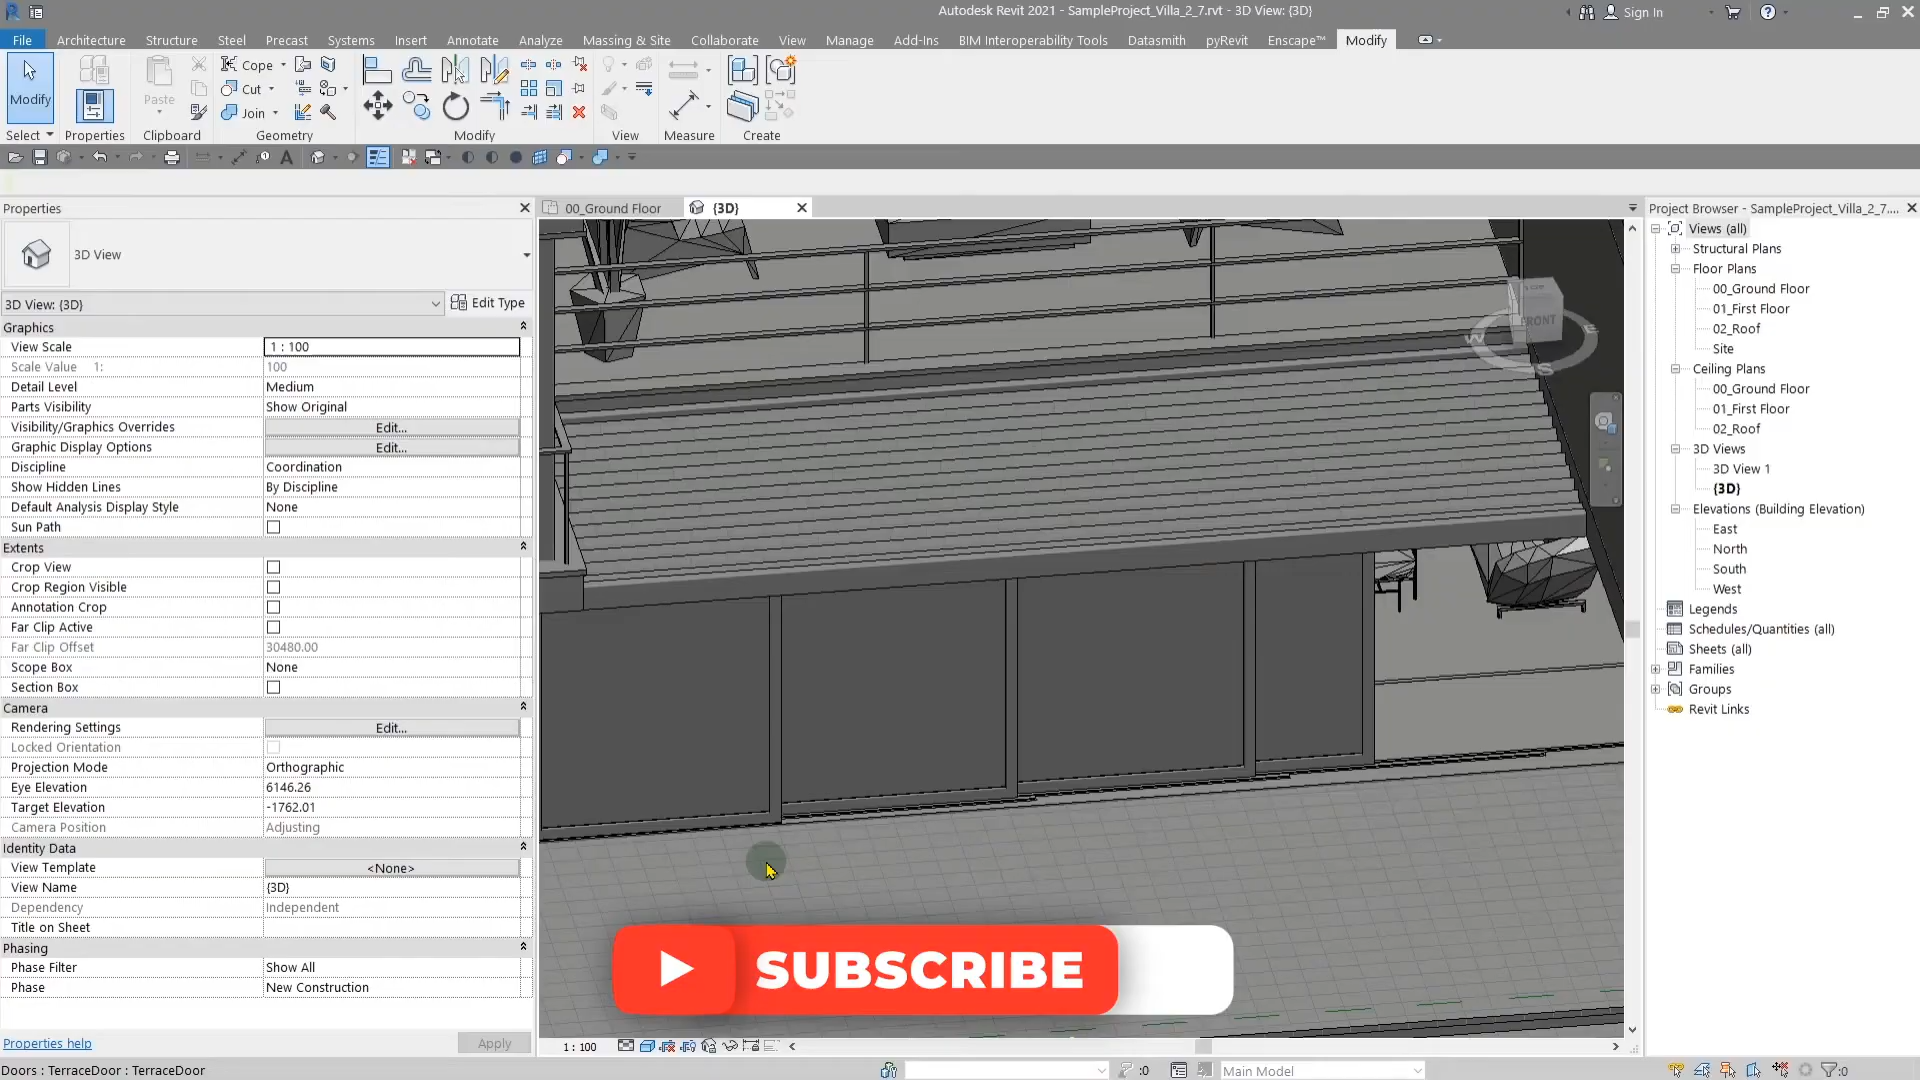 Autodesk Revit 2021 - SampleProject_Villa_2_7.rvt - 3D View: {3D}
Sign In
File Architecture Structure Steel Precast Systems Insert Annotate Analyze Massing & Site Collaborate View Manage Add-Ins BIM Interoperability Tools Datasmith pyRevit Enscape™ Modify
Modify
Paste
Cope
Cut
Join
Select Properties Clipboard Geometry Modify View Measure Create
Properties
3D View
3D View: {3D}
Edit Type
Graphics
View Scale 1 : 100
Scale Value 1: 100
Detail Level Medium
Parts Visibility Show Original
Visibility/Graphics Overrides Edit...
Graphic Display Options Edit...
Discipline Coordination
Show Hidden Lines By Discipline
Default Analysis Display Style None
Sun Path
Extents
Crop View
Crop Region Visible
Annotation Crop
Far Clip Active
Far Clip Offset 30480.00
Scope Box None
Section Box
Camera
Rendering Settings Edit...
Locked Orientation
Projection Mode Orthographic
Eye Elevation 6146.26
Target Elevation -1762.01
Camera Position Adjusting
Identity Data
View Template <None>
View Name {3D}
Dependency Independent
Title on Sheet
Phasing
Phase Filter Show All
Phase New Construction
Properties help
Apply
Doors : TerraceDoor : TerraceDoor
00_Ground Floor
{3D}
TOP
FRONT
W
S
E
SUBSCRIBE
1 : 100
:0
Main Model
Project Browser - SampleProject_Villa_2_7....
Views (all)
Structural Plans
Floor Plans
00_Ground Floor
01_First Floor
02_Roof
Site
Ceiling Plans
00_Ground Floor
01_First Floor
02_Roof
3D Views
3D View 1
{3D}
Elevations (Building Elevation)
East
North
South
West
Legends
Schedules/Quantities (all)
Sheets (all)
Families
Groups
Revit Links
:0